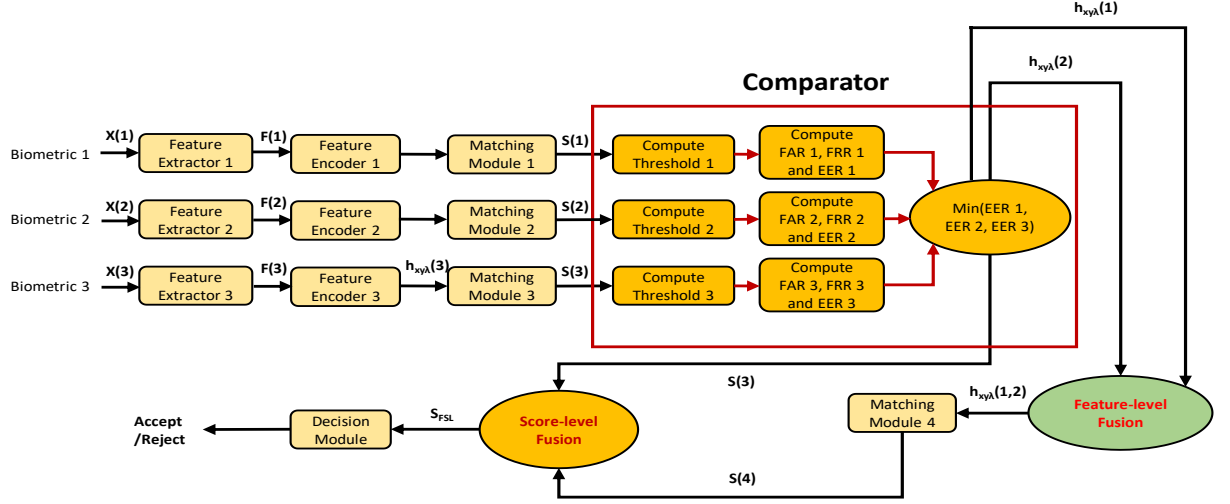 h_xyλ(1)
h_xyλ(2)
Comparator
Biometric 1
X(1)
Feature
Extractor 1
F(1)
Feature
Encoder 1
Matching
Module 1
S(1)
Compute
Threshold 1
Compute
FAR 1, FRR 1
and EER 1
Biometric 2
X(2)
Feature
Extractor 2
F(2)
Feature
Encoder 2
Matching
Module 2
S(2)
Compute
Threshold 2
Compute
FAR 2, FRR 2
and EER 2
Min(EER 1,
EER 2, EER 3)
Biometric 3
X(3)
Feature
Extractor 3
F(3)
Feature
Encoder 3
h_xyλ(3)
Matching
Module 3
S(3)
Compute
Threshold 3
Compute
FAR 3, FRR 3
and EER 3
S(3)
Accept
/Reject
Decision
Module
S_FSL
Score-level
Fusion
Matching
Module 4
h_xyλ(1,2)
Feature-level
Fusion
S(4)